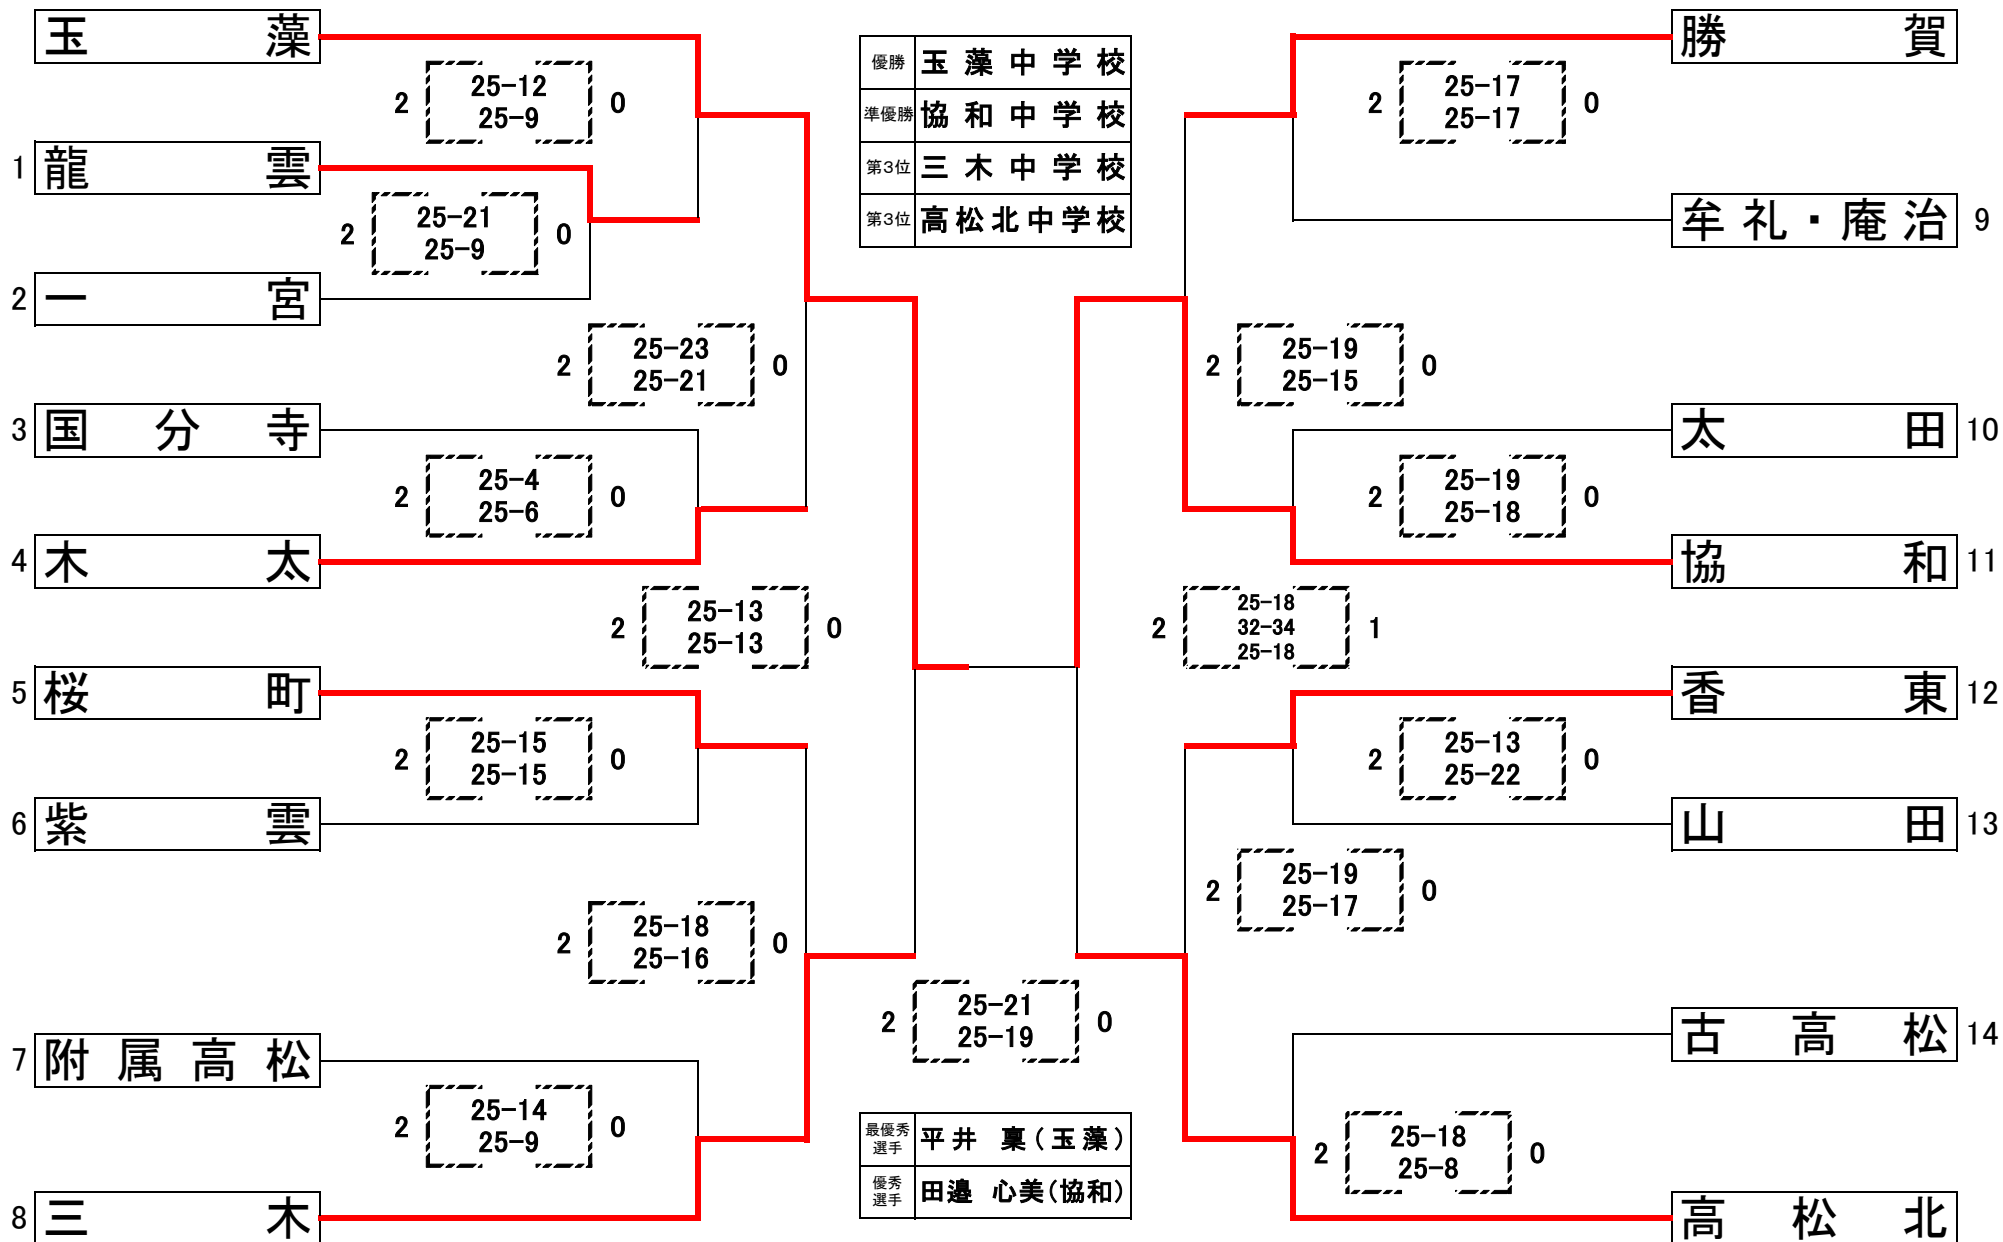 玉藻
1 龍雲
2 一宮
3 国分寺
4 木太
5 桜町
6 紫雲
7 附属高松
8 三木
2 25-12 0
25-9
2 25-21 0
25-9
2 25-23 0
25-21
2 25-4 0
25-6
2 25-13 0
25-13
2 25-15 0
25-15
2 25-18 0
25-16
2 25-14 0
25-9
優勝 玉藻中学校
準優勝 協和中学校
第3位 三木中学校
第3位 高松北中学校
2 25-21 0
25-19
最優秀
選手 平井 稟(玉藻)
優秀
選手 田邉 心美(協和)
勝賀
牟礼・庵治 9
太田 10
協和 11
香東 12
山田 13
古高松 14
高松北
2 25-17 0
25-17
2 25-19 0
25-15
2 25-19 0
25-18
25-18
2 32-34 1
25-18
2 25-13 0
25-22
2 25-19 0
25-17
2 25-18 0
25-8